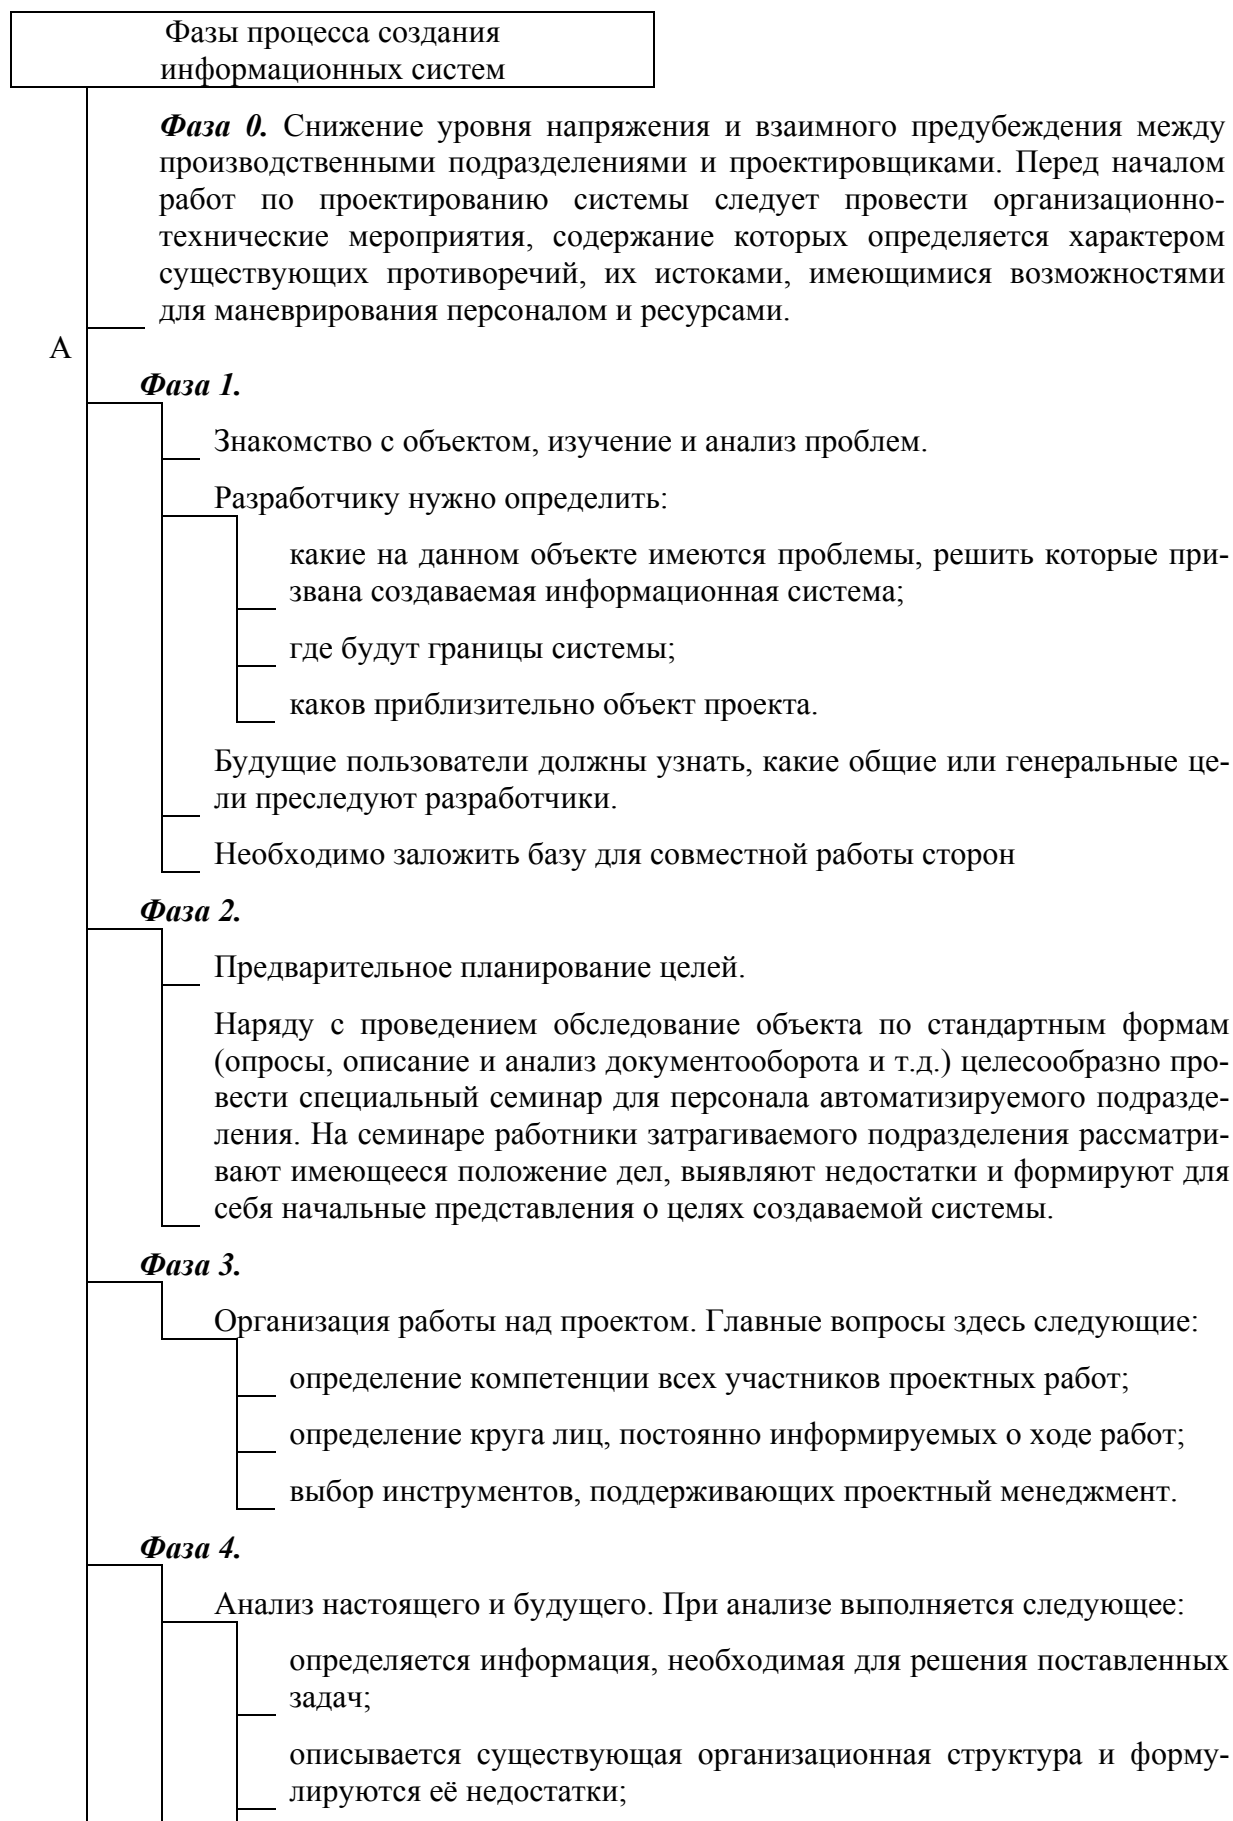 Фазы процесса создания
информационных систем
Фаза 0. Снижение уровня напряжения и взаимного предубеждения между
производственными подразделениями и проектировщиками. Перед началом
работ по проектированию системы следует провести организационно-
технические мероприятия, содержание которых определяется характером
существующих противоречий, их истоками, имеющимися возможностями
для маневрирования персоналом и ресурсами.
А
Фаза 1.
Знакомство с объектом, изучение и анализ проблем.
Разработчику нужно определить:
какие на данном объекте имеются проблемы, решить которые при-
звана создаваемая информационная система;
где будут границы системы;
каков приблизительно объект проекта.
Будущие пользователи должны узнать, какие общие или генеральные це-
ли преследуют разработчики.
Необходимо заложить базу для совместной работы сторон
Фаза 2.
Предварительное планирование целей.
Наряду с проведением обследование объекта по стандартным формам
(опросы, описание и анализ документооборота и т.д.) целесообразно про-
вести специальный семинар для персонала автоматизируемого подразде-
ления. На семинаре работники затрагиваемого подразделения рассматри-
вают имеющееся положение дел, выявляют недостатки и формируют для
себя начальные представления о целях создаваемой системы.
Фаза 3.
Организация работы над проектом. Главные вопросы здесь следующие:
определение компетенции всех участников проектных работ;
определение круга лиц, постоянно информируемых о ходе работ;
выбор инструментов, поддерживающих проектный менеджмент.
Фаза 4.
Анализ настоящего и будущего. При анализе выполняется следующее:
определяется информация, необходимая для решения поставленных
задач;
описывается существующая организационная структура и форму-
лируются её недостатки;